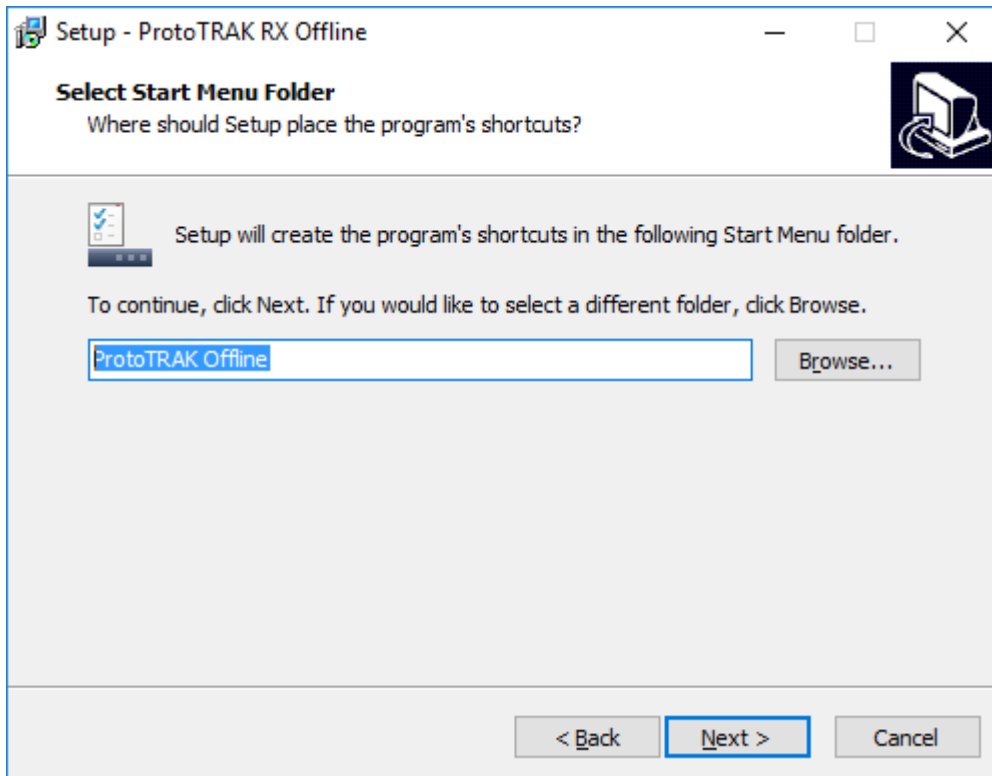 Setup - ProtoTRAK RX Offline
Select Start Menu Folder
Where should Setup place the program's shortcuts?
Setup will create the program's shortcuts in the following Start Menu folder.
To continue, click Next. If you would like to select a different folder, click Browse.
ProtoTRAK Offline
Browse...
< Back
Next >
Cancel